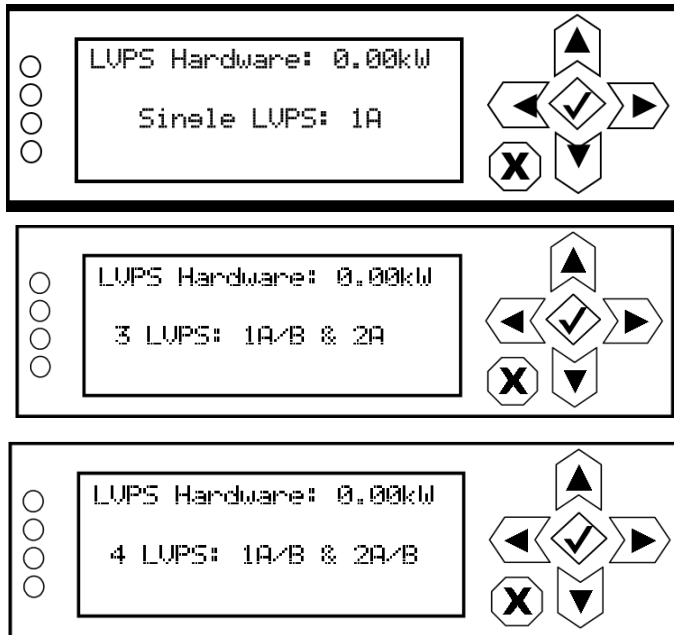 LVPS Hardware: 0.00kW
Single LVPS: 1A
X
LVPS Hardware: 0.00kW
3 LVPS: 1A/B & 2A
X
LVPS Hardware: 0.00kW
4 LVPS: 1A/B & 2A/B
X